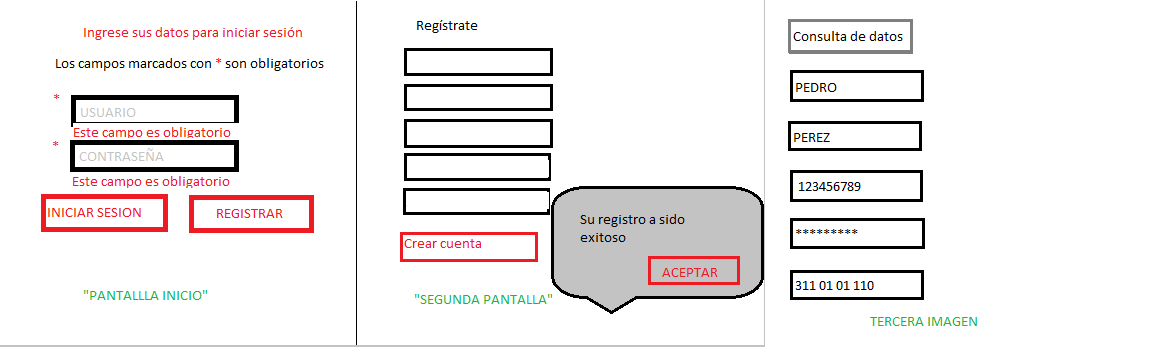 Ingrese sus datos para iniciar sesión
Los campos marcados con * son obligatorios
*
USUARIO
Este campo es obligatorio
*
CONTRASEÑA
Este campo es obligatorio
INICIAR SESION
REGISTRAR
"PANTALLLA INICIO"
Regístrate
Crear cuenta
Su registro a sido
exitoso
ACEPTAR
"SEGUNDA PANTALLA"
Consulta de datos
PEDRO
PEREZ
123456789
*********
311 01 01 110
TERCERA IMAGEN